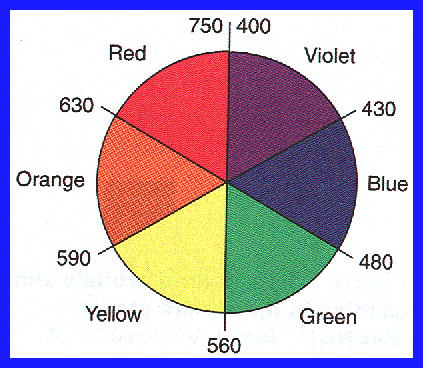 750 400
Red
Violet
630
430
Orange
Blue
590
480
Yellow
Green
560